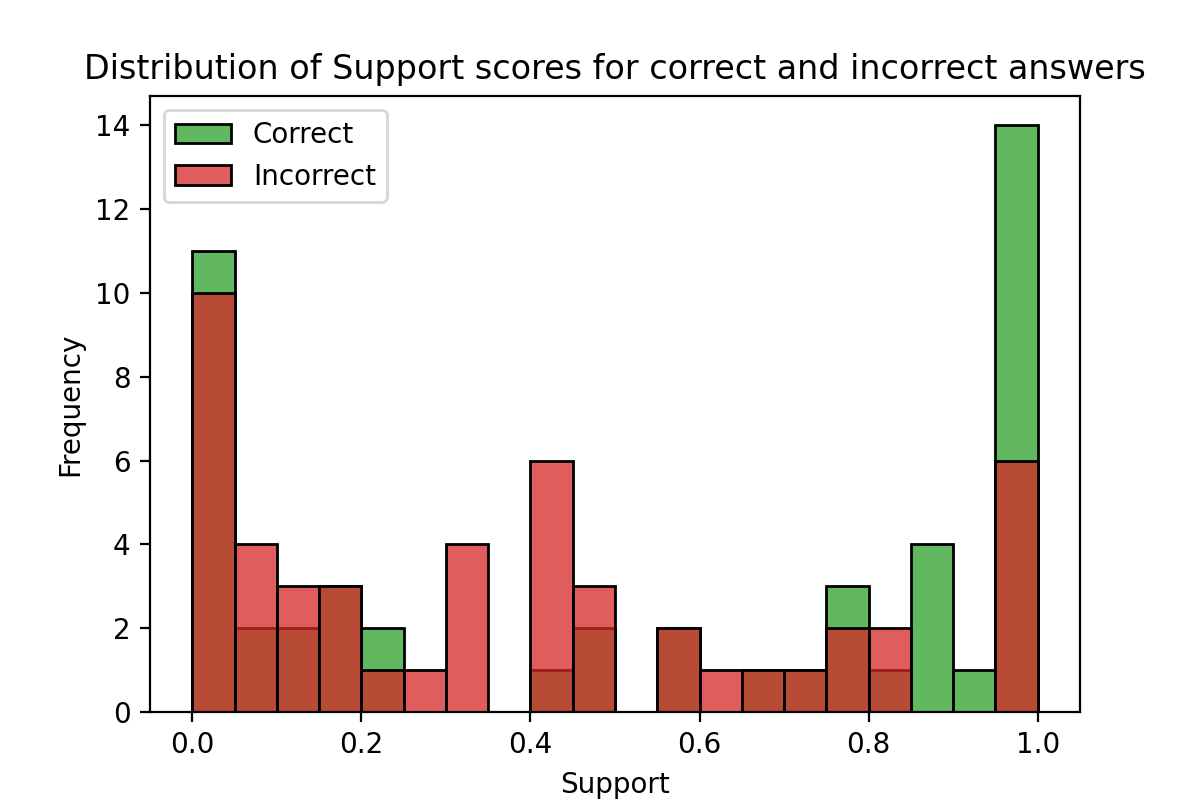 Distribution of Support scores for correct and incorrect answers
Correct
Incorrect
14
12
10
8
6
4
2
0
Frequency
0.0 0.2 0.4 0.6 0.8 1.0
Support